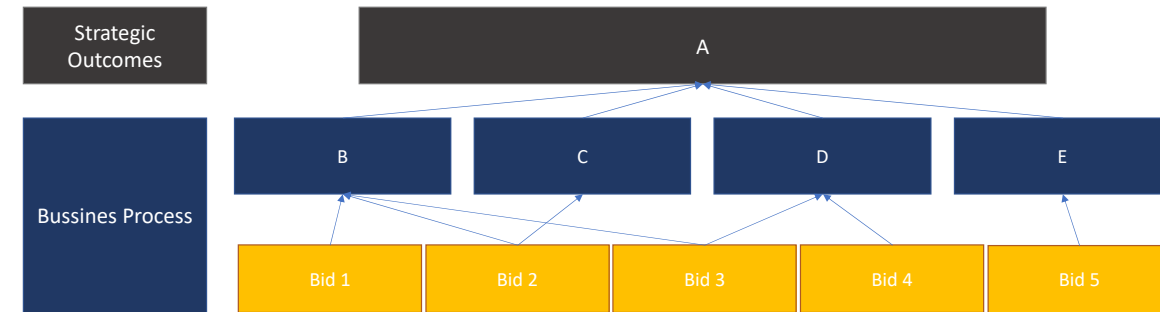 Strategic
Outcomes
A
Bussines Process
B
C
D
E
Bid 1
Bid 2
Bid 3
Bid 4
Bid 5